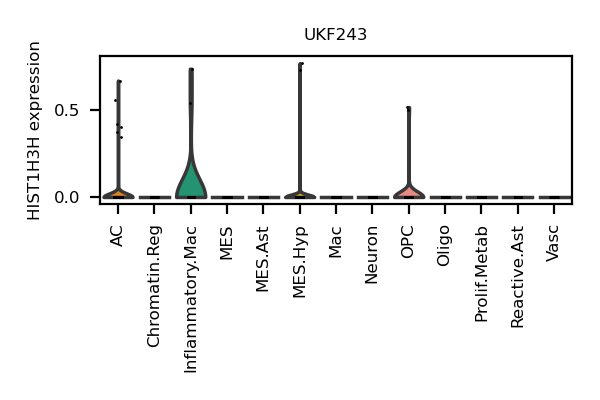 UKF243
HIST1H3H expression
0.5
0.0
AC
Chromatin.Reg
Inflammatory.Mac
MES
MES.Ast
MES.Hyp
Mac
Neuron
OPC
Oligo
Prolif.Metab
Reactive.Ast
Vasc